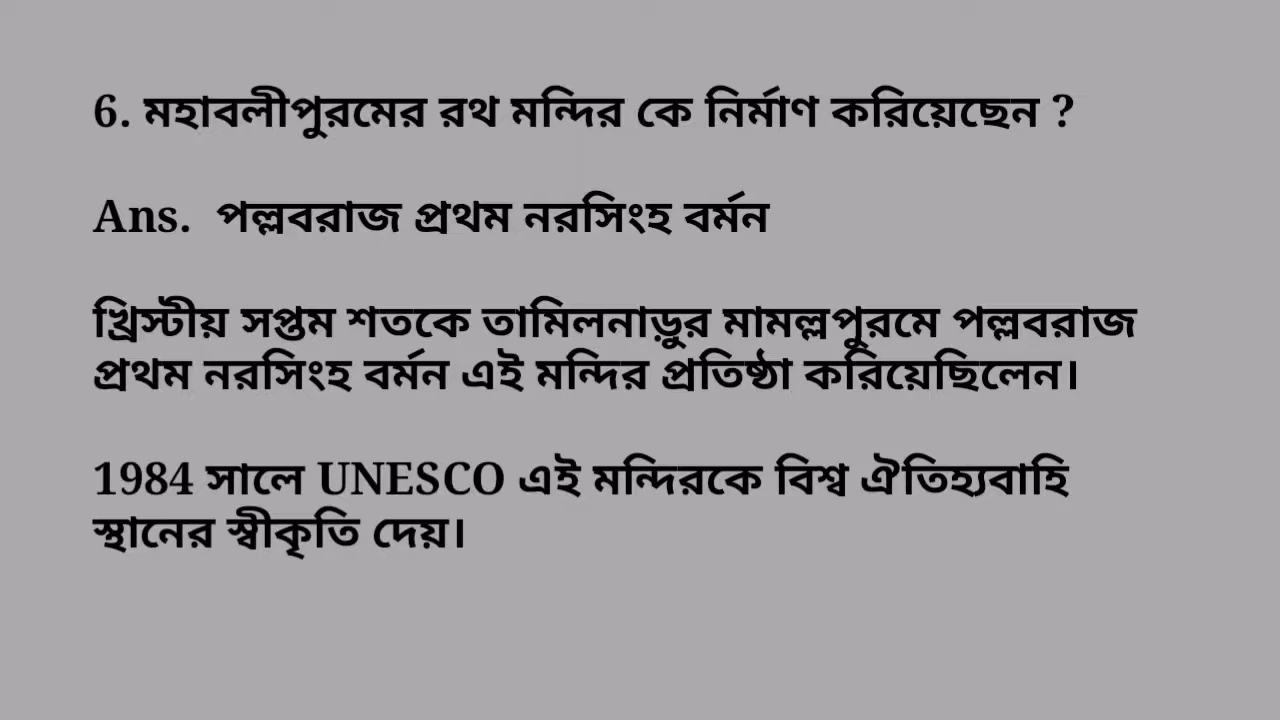 6. মহাবলীপুরমের রথ মন্দির কে নির্মাণ করিয়েছেন ?
Ans. পল্লবরাজ প্রথম নরসিংহ বর্মন
খ্রিস্টীয় সপ্তম শতকে তামিলনাড়ুর মামল্লপুরমে পল্লবরাজ
প্রথম নরসিংহ বর্মন এই মন্দির প্রতিষ্ঠা করিয়েছিলেন।
1984 সালে UNESCO এই মন্দিরকে বিশ্ব ঐতিহ্যবাহি
স্থানের স্বীকৃতি দেয়।